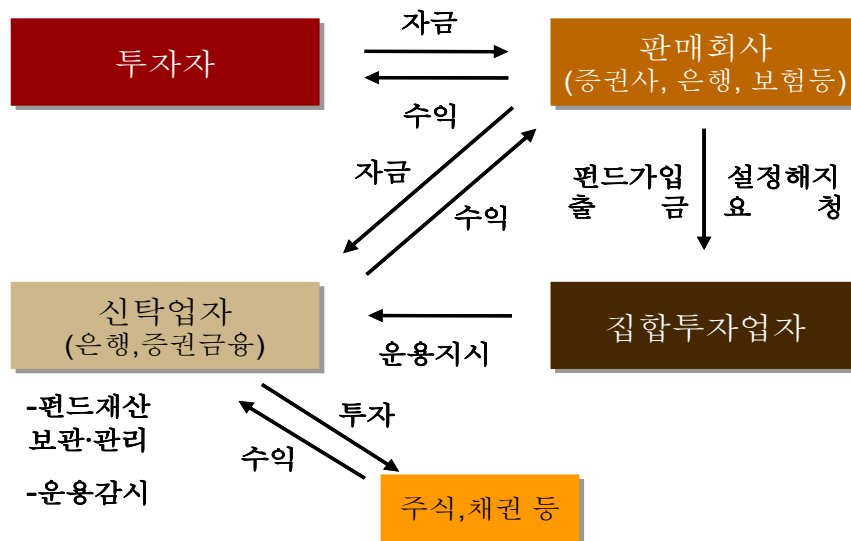 자금
투자자
판매회사
(증권사, 은행, 보험등)
수익
자금
수익
펀드가입
출 금
설정해지
요 청
신탁업자
(은행,증권금융)
집합투자업자
운용지시
-펀드재산
보관·관리
-운용감시
투자
수익
주식,채권 등